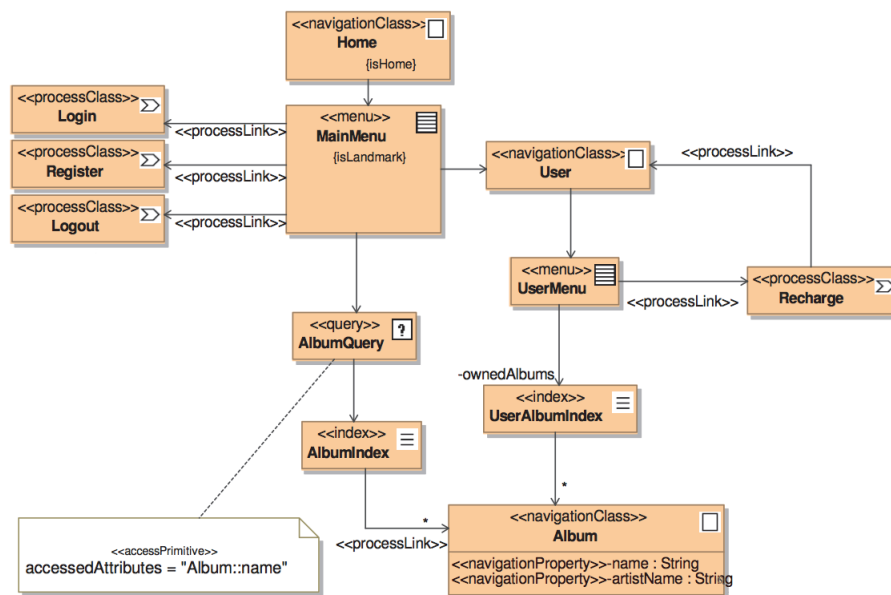 <<navigationClass>>
Home
{isHome}
<<processClass>>
Login
<<processLink>>
<<menu>>
MainMenu
{isLandmark}
<<processClass>>
Register
<<processLink>>
<<processClass>>
Logout
<<processLink>>
<<navigationClass>>
User
<<processLink>>
<<menu>>
UserMenu
<<processLink>>
<<processClass>>
Recharge
<<query>>
AlbumQuery
?
-ownedAlbums
<<index>>
UserAlbumIndex
<<index>>
AlbumIndex
*
*
<<processLink>>
<<navigationClass>>
Album
<<navigationProperty>>-name : String
<<navigationProperty>>-artistName : String
<<accessPrimitive>>
accessedAttributes = "Album::name"